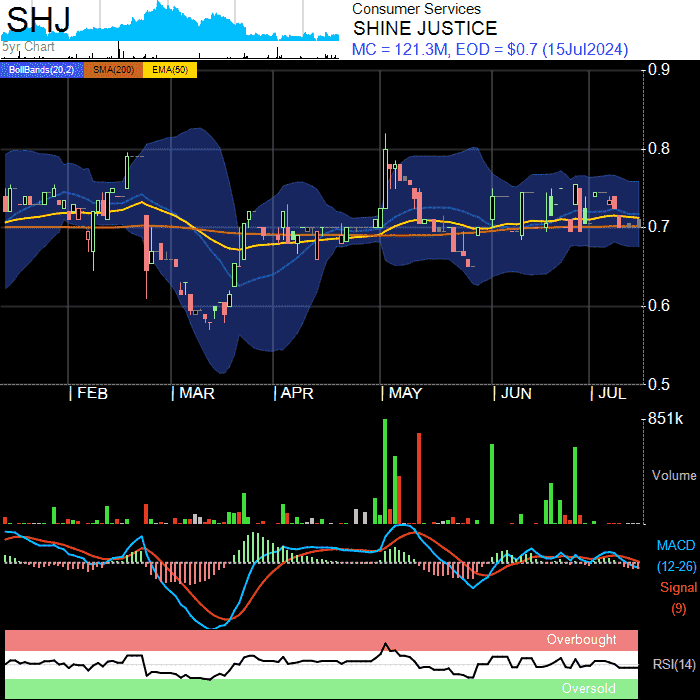 SHJ
5yr Chart
Consumer Services
SHINE JUSTICE
MC = 121.3M, EOD = $0.7 (15Jul2024)
BollBands(20,2) SMA(200) EMA(50)
0.9
0.8
0.7
0.6
0.5
FEB MAR APR MAY JUN JUL
851k
Volume
MACD
(12-26)
Signal
(9)
Overbought
RSI(14)
Oversold